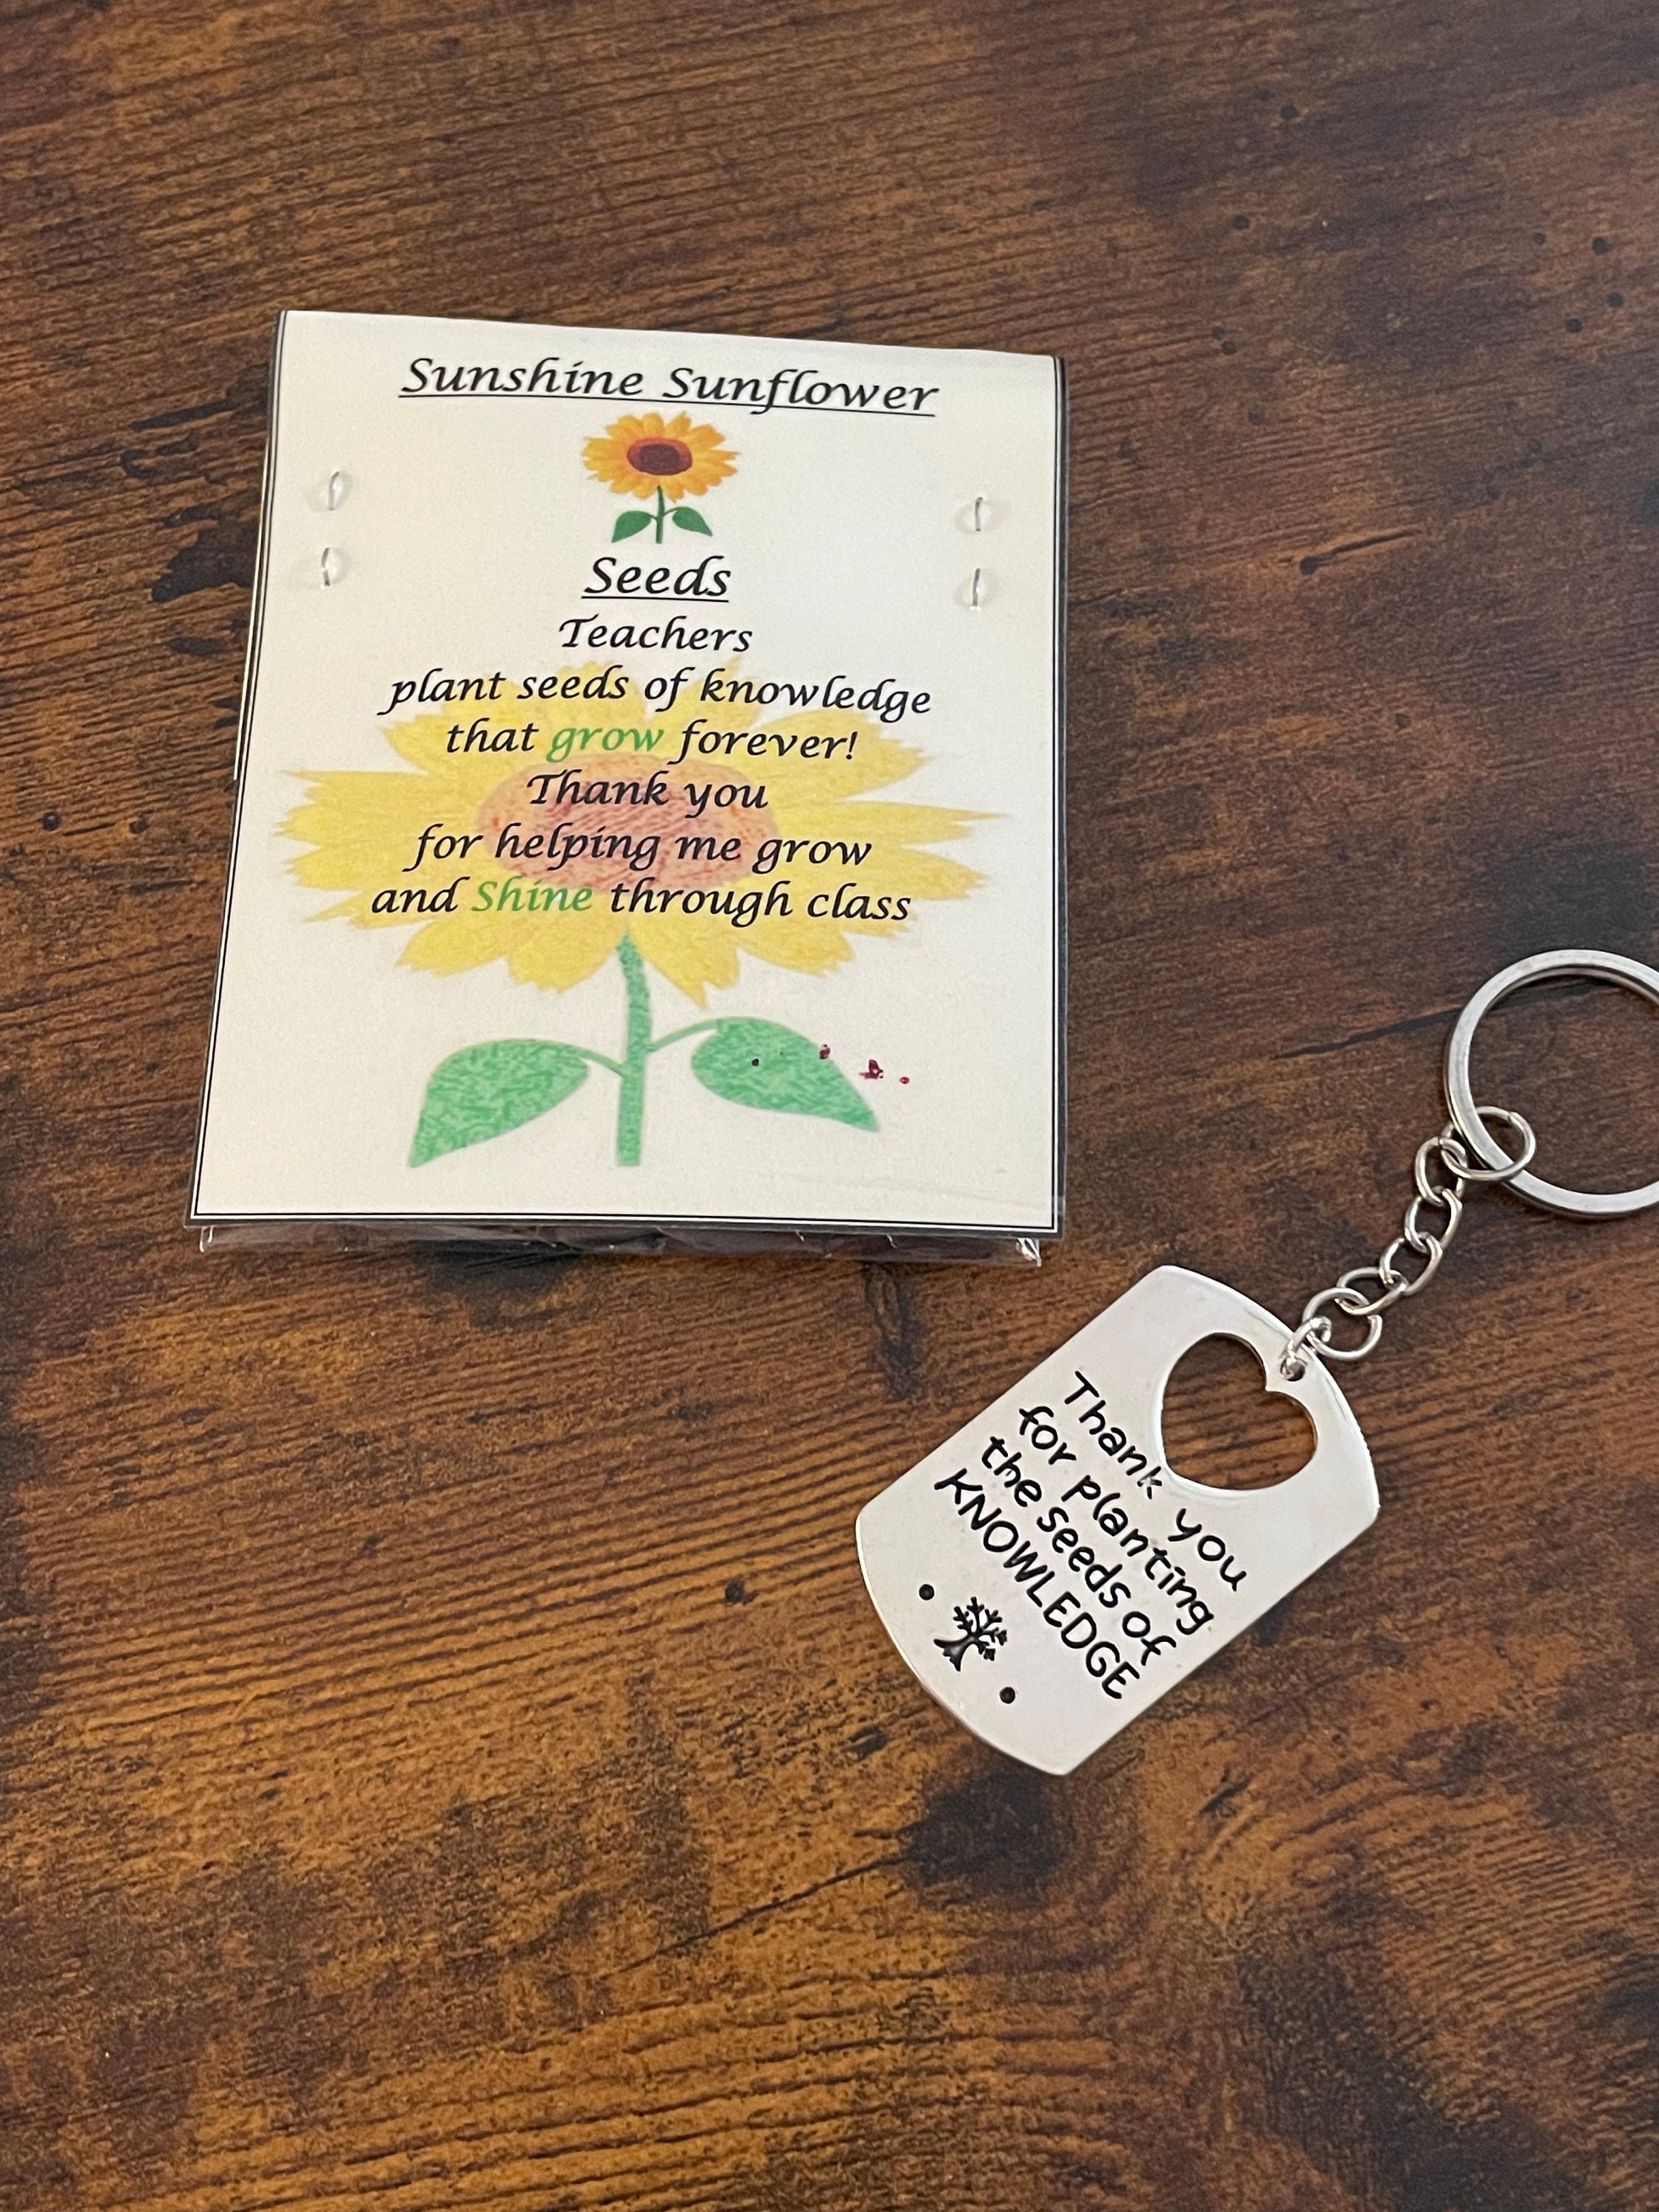 Sunshine Sunflower
Seeds
Teachers
plant seeds of knowledge
that grow forever!
Thank you
for helping me grow
and Shine through class
Thank you
for planting
the seeds of
KNOWLEDGE